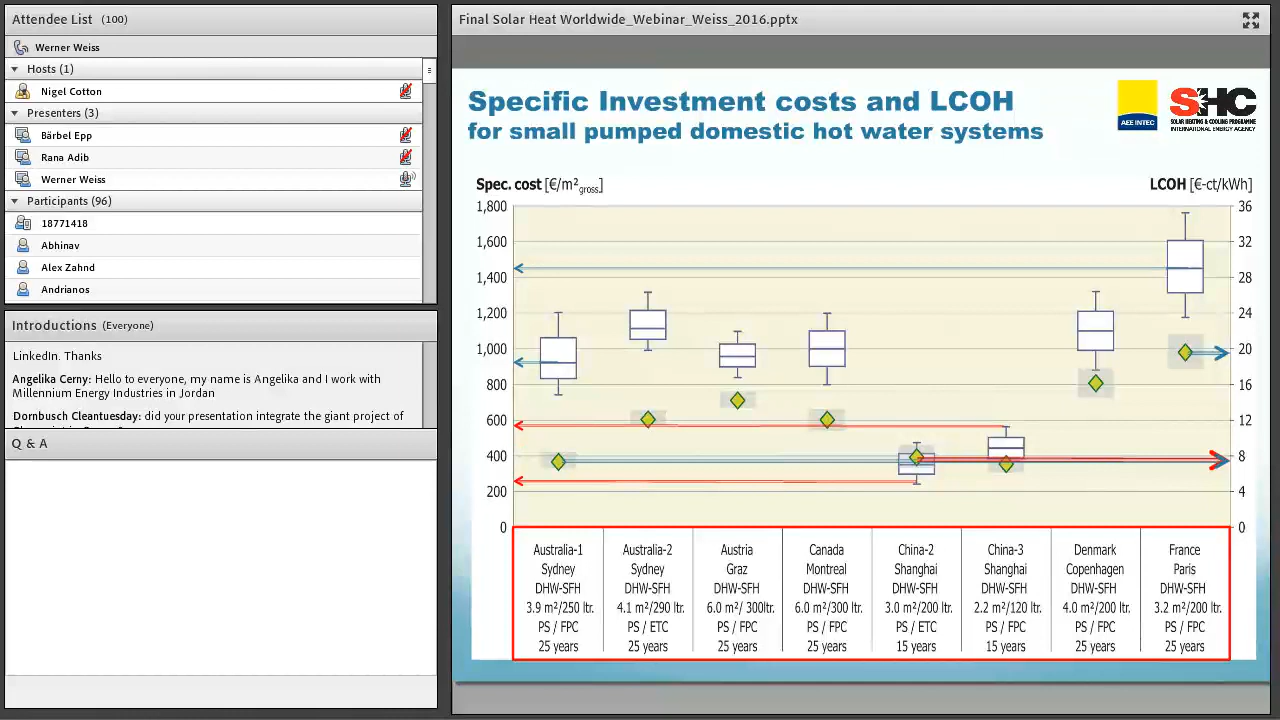 Attendee List (100)
Werner Weiss
Hosts (1)
Nigel Cotton
Presenters (3)
Bärbel Epp
Rana Adib
Werner Weiss
Participants (96)
18771418
Abhinav
Alex Zahnd
Andrianos
Introductions (Everyone)
LinkedIn. Thanks
Angelika Cerny: Hello to everyone, my name is Angelika and I work with
Millennium Energy Industries in Jordan
Dornbusch Cleantuesday: did your presentation integrate the giant project of
Q & A
Final Solar Heat Worldwide_Webinar_Weiss_2016.pptx
Specific Investment costs and LCOH
for small pumped domestic hot water systems
AEE INTEC
SHC
SOLAR HEATING & COOLING PROGRAMME
INTERNATIONAL ENERGY AGENCY
Spec. cost [€/m²gross]
LCOH [€-ct/kWh]
1,800 36
1,600 32
1,400 28
1,200 24
1,000 20
800 16
600 12
400 8
200 4
0 0
Australia-1 Australia-2 Austria Canada China-2 China-3 Denmark France
Sydney Sydney Graz Montreal Shanghai Shanghai Copenhagen Paris
DHW-SFH DHW-SFH DHW-SFH DHW-SFH DHW-SFH DHW-SFH DHW-SFH DHW-SFH
3.9 m²/250 ltr. 4.1 m²/290 ltr. 6.0 m²/ 300ltr. 6.0 m²/300 ltr. 3.0 m²/200 ltr. 2.2 m²/120 ltr. 4.0 m²/200 ltr. 3.2 m²/200 ltr.
PS / FPC PS / ETC PS / FPC PS / FPC PS / ETC PS / FPC PS / FPC PS / FPC
25 years 25 years 25 years 25 years 15 years 15 years 25 years 25 years